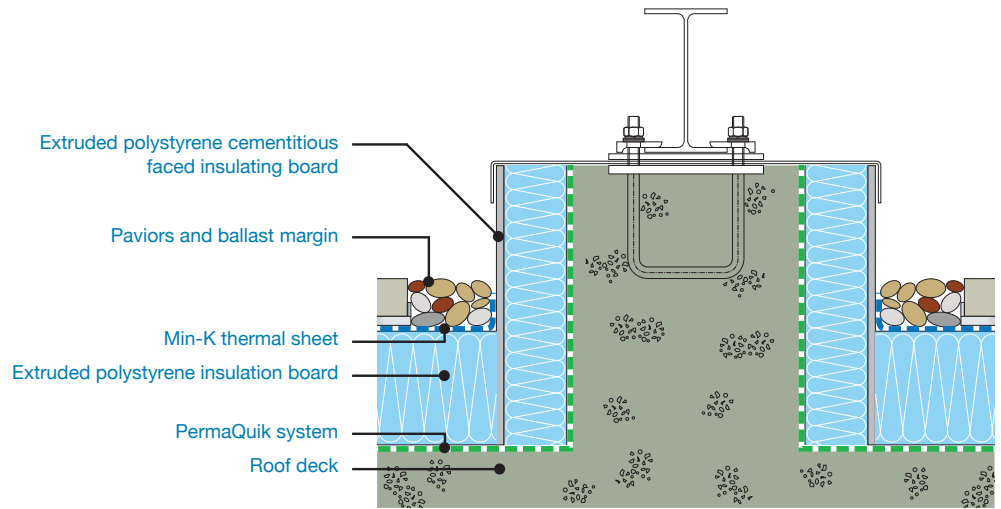 Extruded polystyrene cementitious
faced insulating board
Paviors and ballast margin
Min-K thermal sheet
Extruded polystyrene insulation board
PermaQuik system
Roof deck